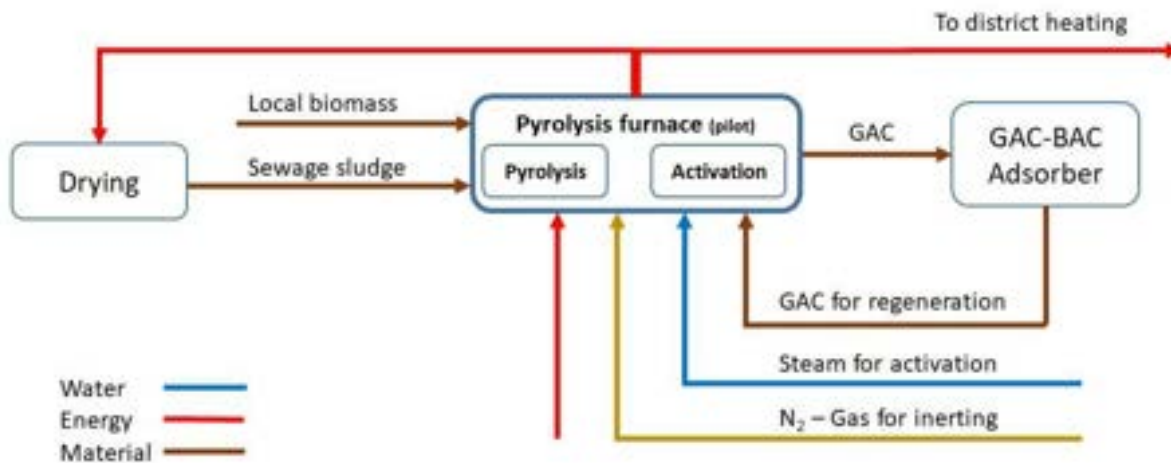 To district heating
Local biomass
Pyrolysis furnace (pilot)
GAC
GAC-BAC
Adsorber
Drying
Sewage sludge
Pyrolysis
Activation
GAC for regeneration
Steam for activation
N₂ – Gas for inerting
Water
Energy
Material